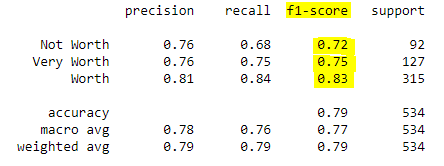 precision recall f1-score support
Not Worth 0.76 0.68 0.72 92
Very Worth 0.76 0.75 0.75 127
Worth 0.81 0.84 0.83 315
accuracy 0.79 534
macro avg 0.78 0.76 0.77 534
weighted avg 0.79 0.79 0.79 534